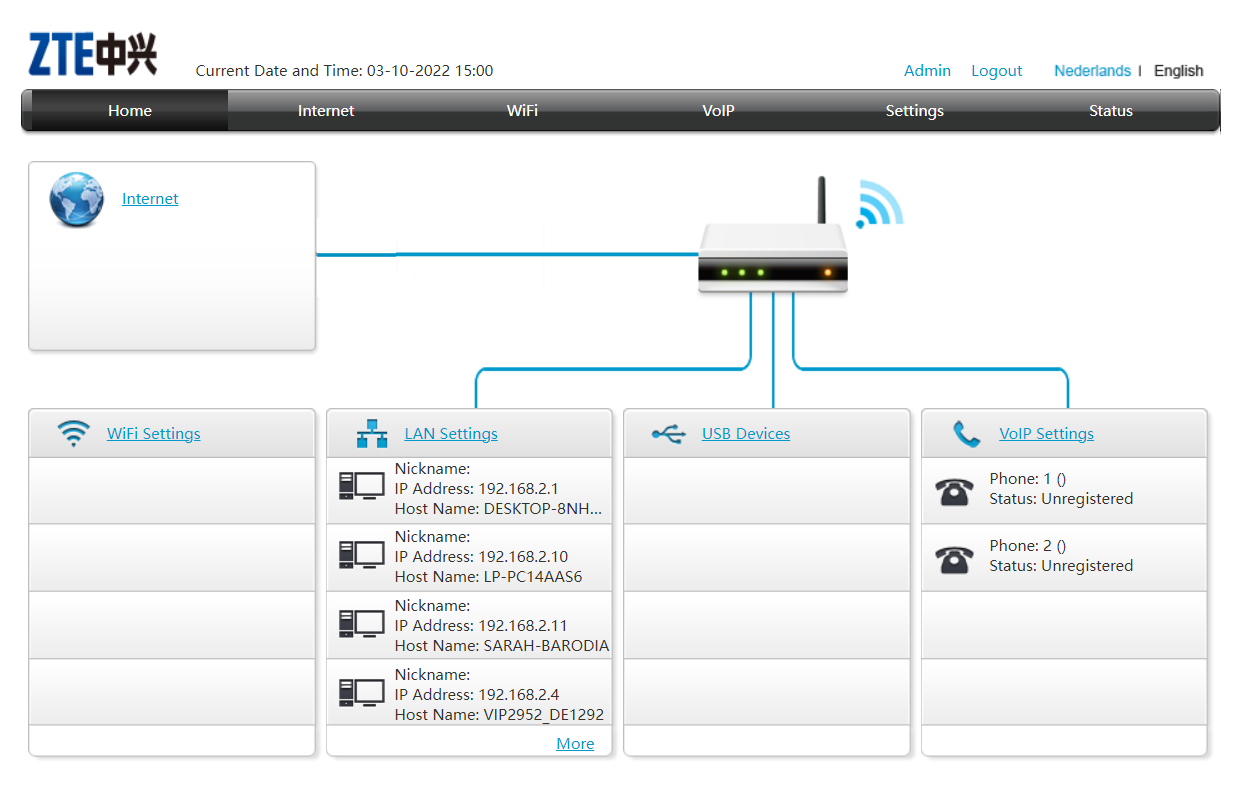 ZTE中兴
Current Date and Time: 03-10-2022 15:00
Admin Logout Nederlands | English
Home Internet WiFi VoIP Settings Status
Internet
WiFi Settings
LAN Settings
Nickname:
IP Address: 192.168.2.1
Host Name: DESKTOP-8NH...
Nickname:
IP Address: 192.168.2.10
Host Name: LP-PC14AAS6
Nickname:
IP Address: 192.168.2.11
Host Name: SARAH-BARODIA
Nickname:
IP Address: 192.168.2.4
Host Name: VIP2952_DE1292
More
USB Devices
VoIP Settings
Phone: 1 ()
Status: Unregistered
Phone: 2 ()
Status: Unregistered